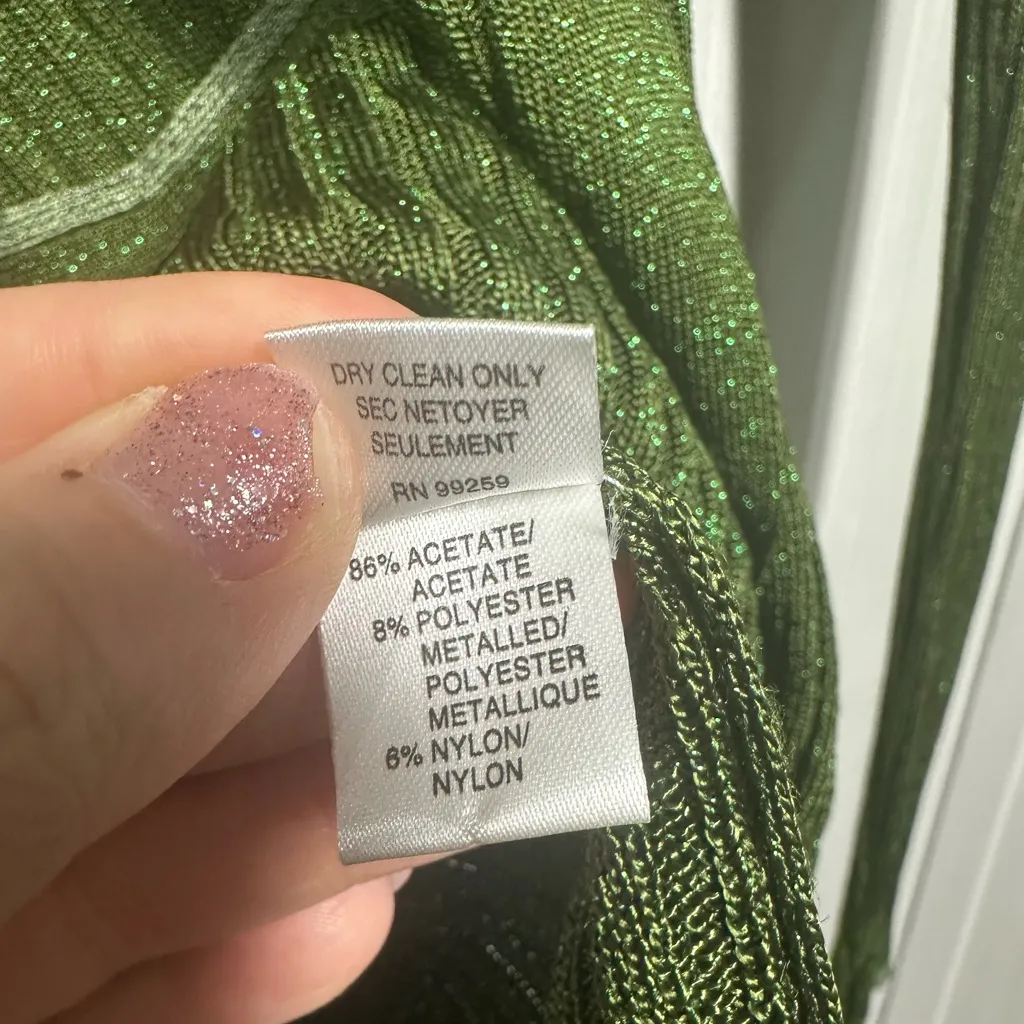 DRY CLEAN ONLY
SEC NETOYER
SEULEMENT
RN 99259
86% ACETATE/
ACETATE
8% POLYESTER
METALLED/
POLYESTER
METALLIQUE
6% NYLON/
NYLON